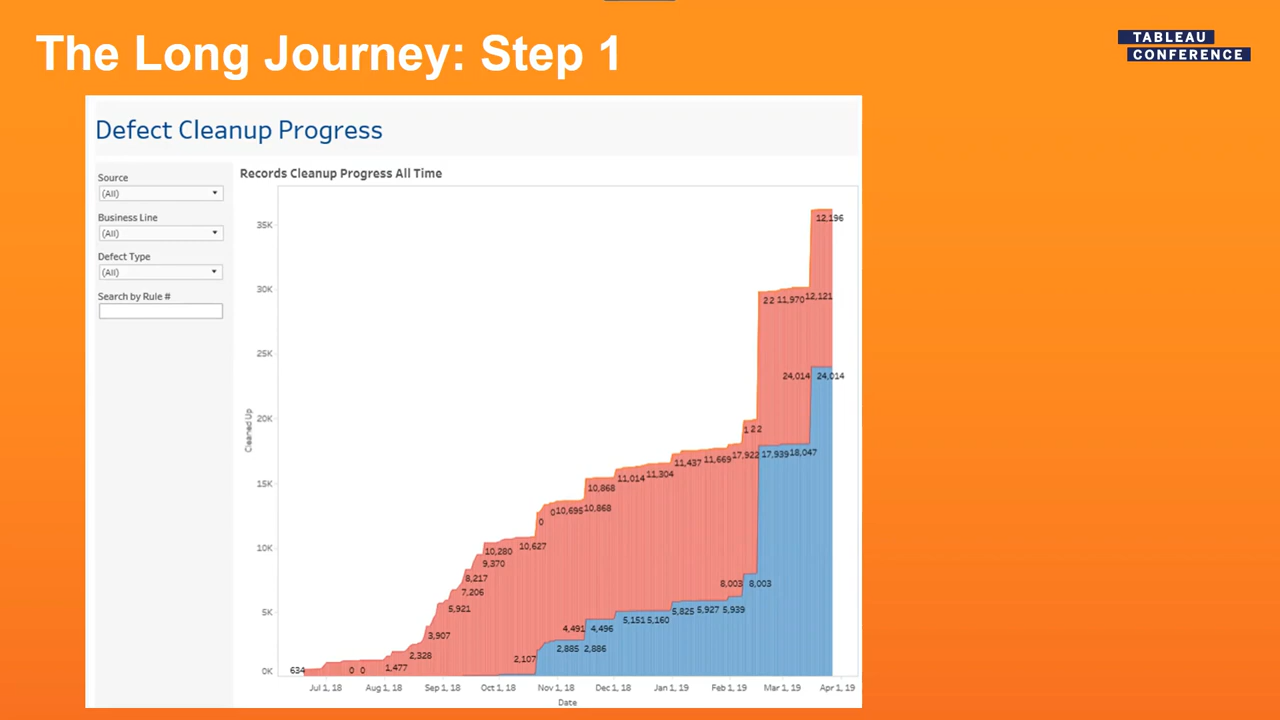 The Long Journey: Step 1
TABLEAU
CONFERENCE
Defect Cleanup Progress
Source
(All)
Business Line
(All)
Defect Type
(All)
Search by Rule #
Records Cleanup Progress All Time
Cleaned Up
35K
30K
25K
20K
15K
10K
5K
0K
12,196
22 11,970 12,121
24,014 24,014
1 2 2
11,437 11,669 17,922 17,939 18,047
11,014 11,304
10,868
0 0 10,695 10,868
10,280 10,627
9,370
8,217
7,206
5,921
3,907
2,328
1,477
634 0 0
8,003 8,003
5,825 5,927 5,939
5,151 5,160
4,491 4,496
2,885 2,886
2,107
Jul 1, 18 Aug 1, 18 Sep 1, 18 Oct 1, 18 Nov 1, 18 Dec 1, 18 Jan 1, 19 Feb 1, 19 Mar 1, 19 Apr 1, 19
Date